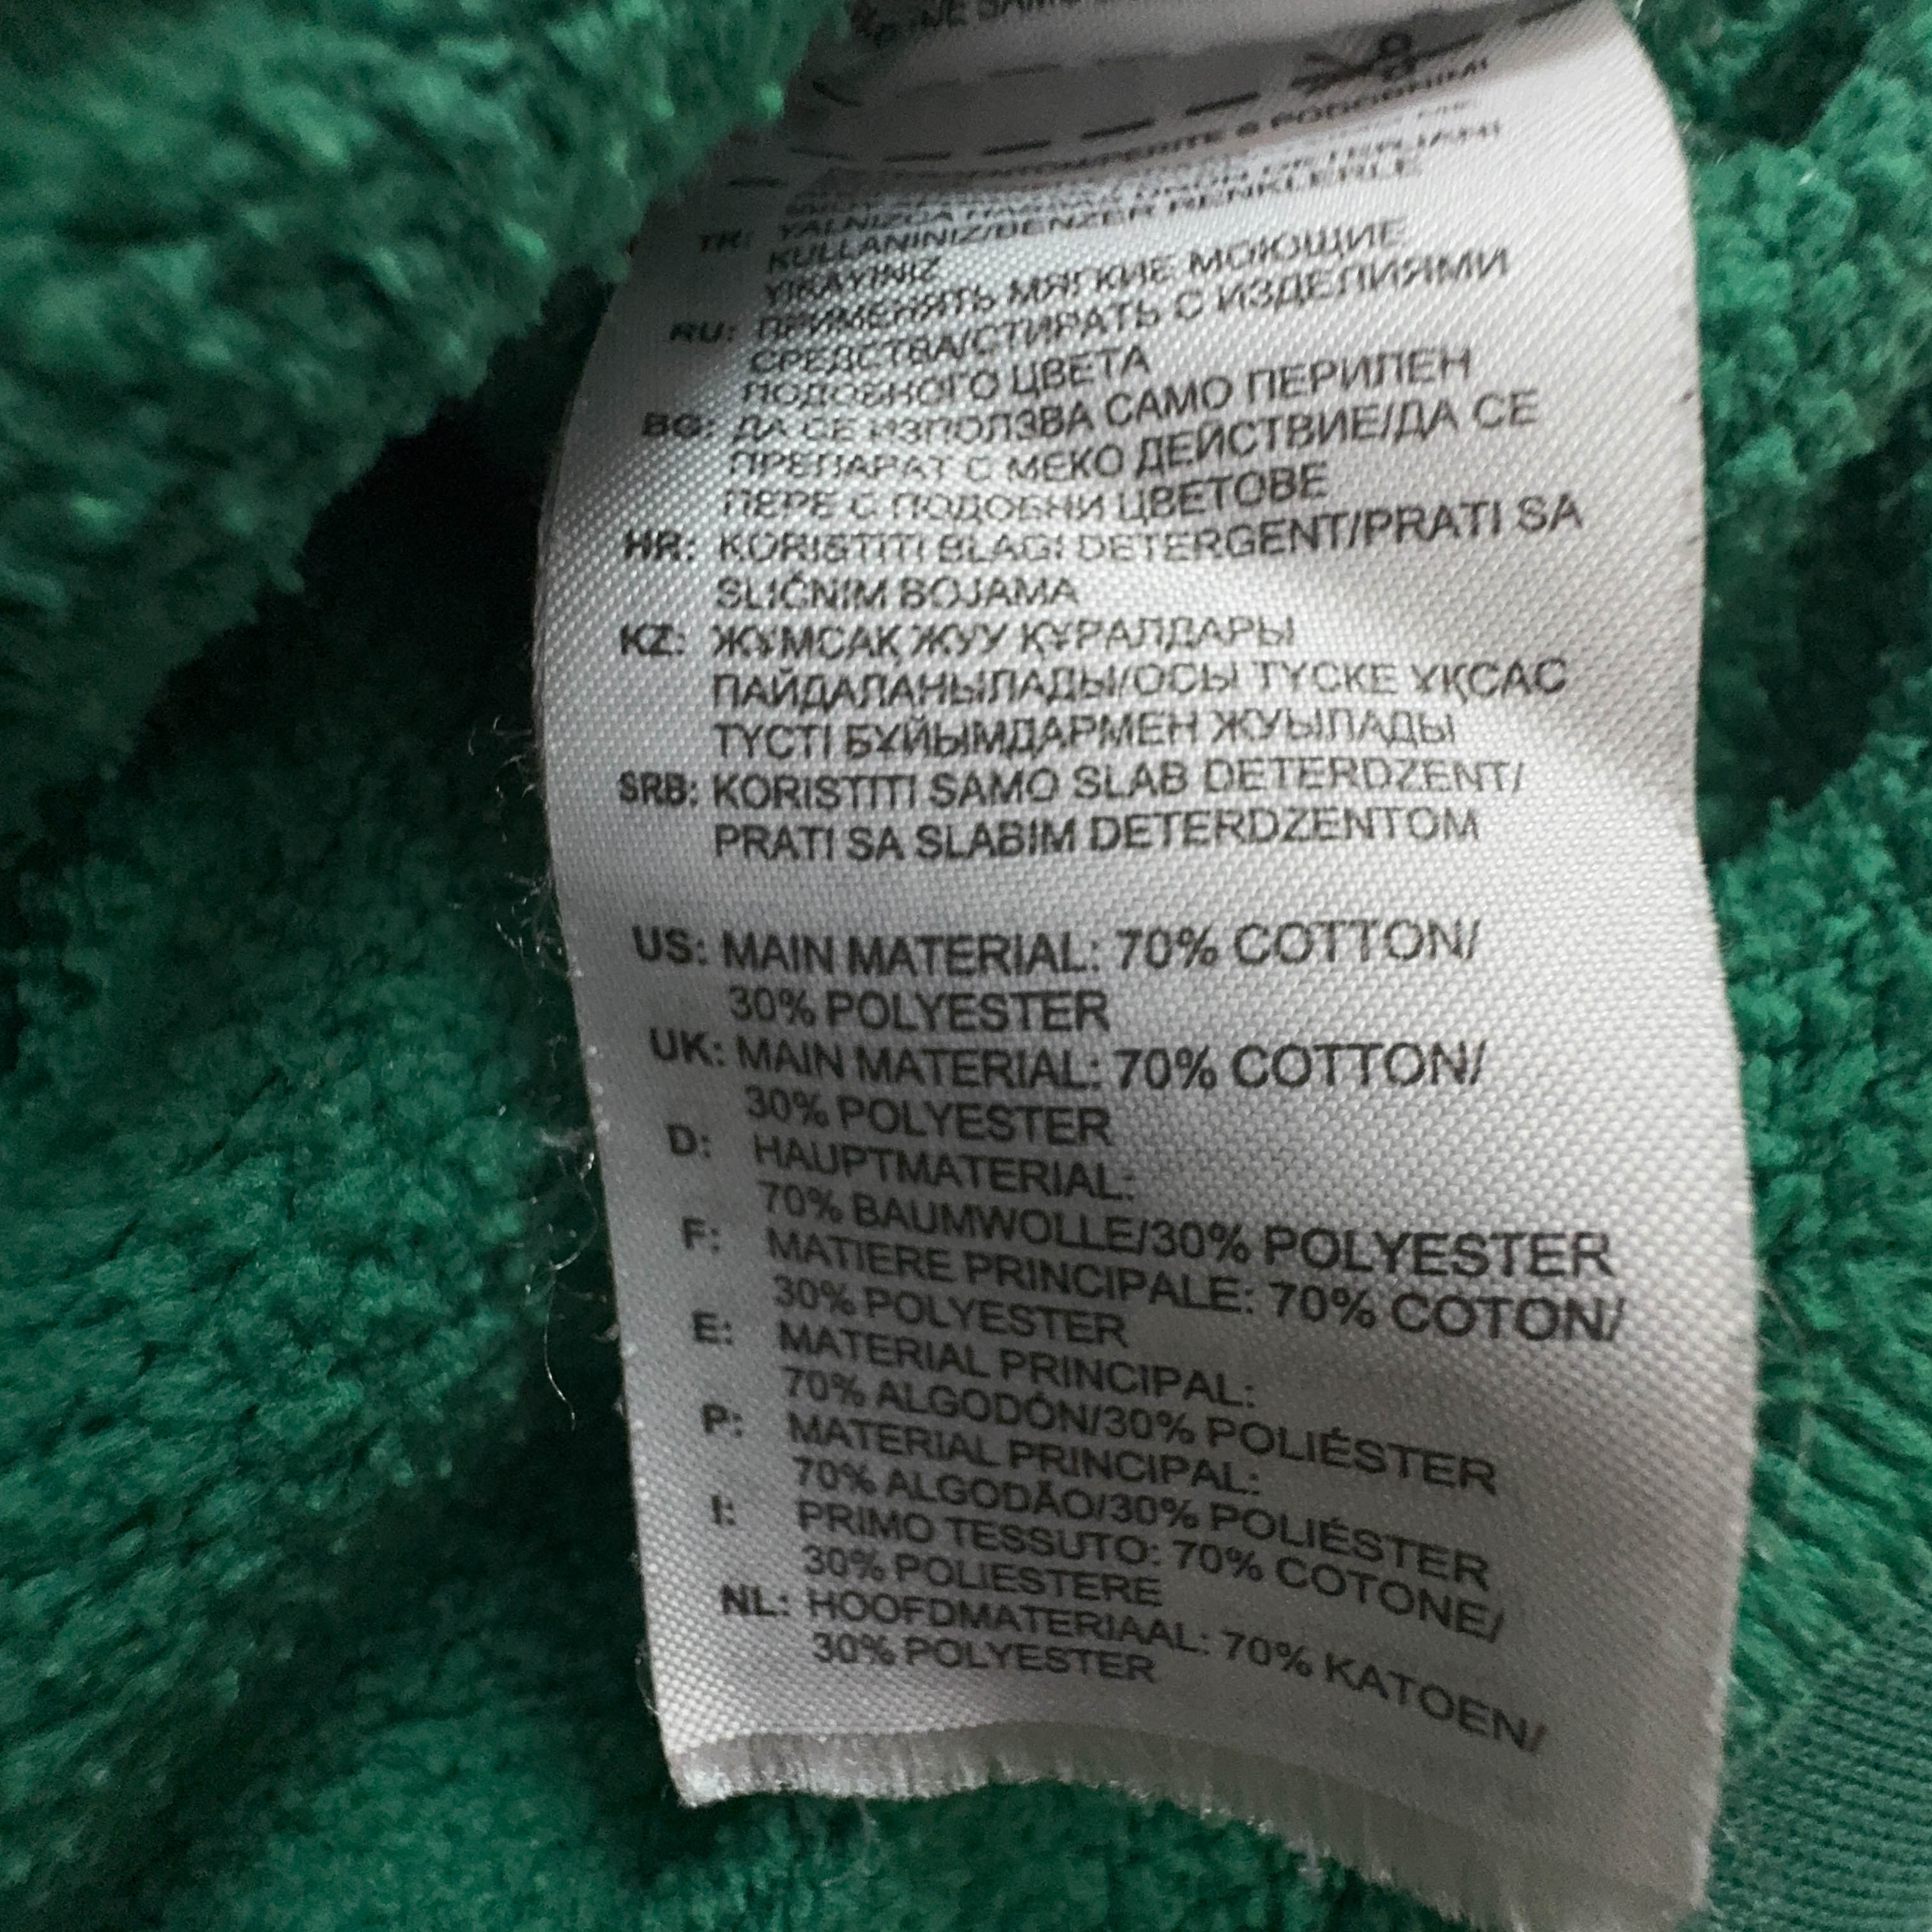 TR: YALNIZCA
KULLANINIZ/BENZER RENKLERLE
YIKAYINIZ
RU: ПРИМЕНЯТЬ МЯГКИЕ МОЮЩИЕ
СРЕДСТВА/СТИРАТЬ С ИЗДЕЛИЯМИ
ПОДОБНОГО ЦВЕТА
BG: ДА СЕ ИЗПОЛЗВА САМО ПЕРИЛЕН
ПРЕПАРАТ С МЕКО ДЕЙСТВИЕ/ДА СЕ
ПЕРЕ С ПОДОБНИ ЦВЕТОВЕ
HR: KORISTITI BLAGI DETERGENT/PRATI SA
SLIČNIM BOJAMA
KZ: ЖҰМСАҚ ЖУУ ҚҰРАЛДАРЫ
ПАЙДАЛАНЫЛАДЫ/ОСЫ ТҮСКЕ ҰҚСАС
ТҮСТІ БҰЙЫМДАРМЕН ЖУЫЛАДЫ
SRB: KORISTITI SAMO SLAB DETERDZENT/
PRATI SA SLABIM DETERDZENTOM
US: MAIN MATERIAL: 70% COTTON/
30% POLYESTER
UK: MAIN MATERIAL: 70% COTTON/
30% POLYESTER
D: HAUPTMATERIAL:
70% BAUMWOLLE/30% POLYESTER
F: MATIERE PRINCIPALE: 70% COTON/
30% POLYESTER
E: MATERIAL PRINCIPAL:
70% ALGODÓN/30% POLIÉSTER
P: MATERIAL PRINCIPAL:
70% ALGODÃO/30% POLIÉSTER
I: PRIMO TESSUTO: 70% COTONE/
30% POLIESTERE
NL: HOOFDMATERIAAL: 70% KATOEN/
30% POLYESTER